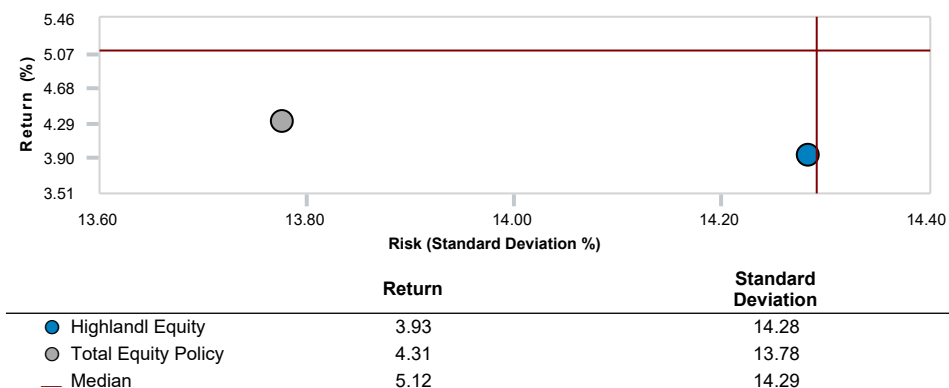 5.46
5.07
4.68
4.29
3.90
3.51
Return (%)
13.60 13.80 14.00 14.20 14.40
Risk (Standard Deviation %)
Return Standard Deviation
Highlandl Equity 3.93 14.28
Total Equity Policy 4.31 13.78
Median 5.12 14.29